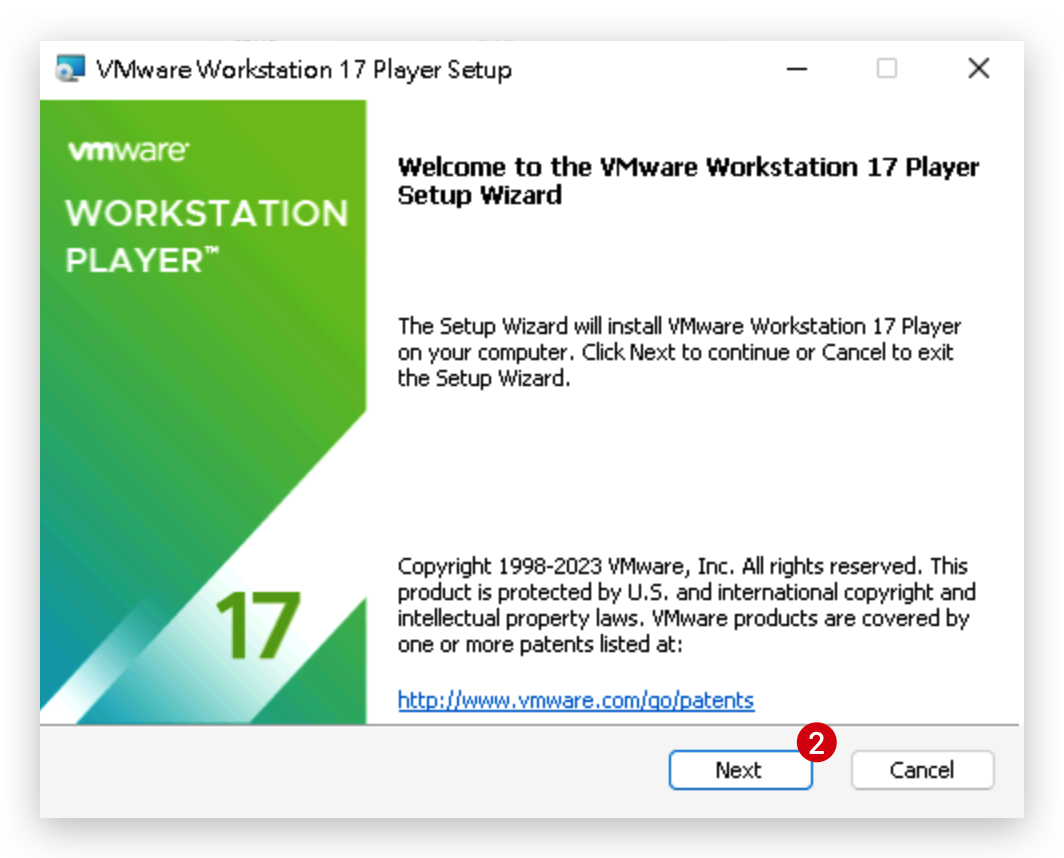 VMware Workstation 17 Player Setup
vmware
WORKSTATION
PLAYER™
Welcome to the VMware Workstation 17 Player
Setup Wizard
The Setup Wizard will install VMware Workstation 17 Player
on your computer. Click Next to continue or Cancel to exit
the Setup Wizard.
Copyright 1998-2023 VMware, Inc. All rights reserved. This
product is protected by U.S. and international copyright and
intellectual property laws. VMware products are covered by
one or more patents listed at:
17
http://www.vmware.com/go/patents
2
Next
Cancel